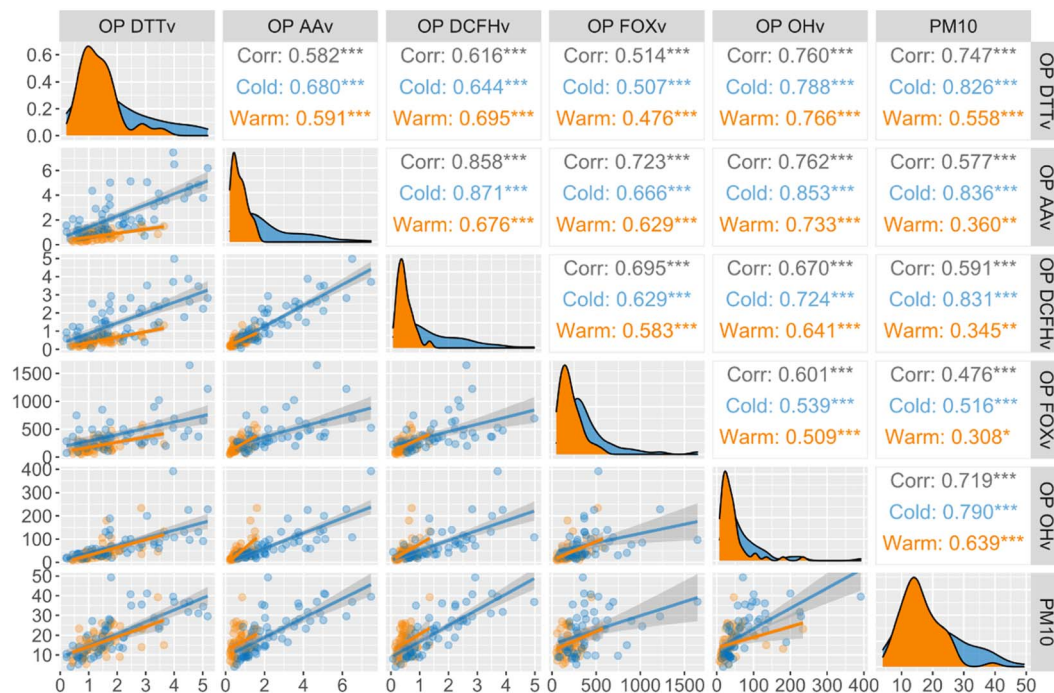 OP DTTv OP AAv OP DCFHv OP FOXv OP OHv PM10
0.6 Corr: 0.582*** Corr: 0.616*** Corr: 0.514*** Corr: 0.760*** Corr: 0.747***
0.4 Cold: 0.680*** Cold: 0.644*** Cold: 0.507*** Cold: 0.788*** Cold: 0.826***
0.2 Warm: 0.591*** Warm: 0.695*** Warm: 0.476*** Warm: 0.766*** Warm: 0.558***
0.0
OP DTTv
6 Corr: 0.858*** Corr: 0.723*** Corr: 0.762*** Corr: 0.577***
4 Cold: 0.871*** Cold: 0.666*** Cold: 0.853*** Cold: 0.836***
2 Warm: 0.676*** Warm: 0.629*** Warm: 0.733*** Warm: 0.360**
0
OP AAv
5 Corr: 0.695*** Corr: 0.670*** Corr: 0.591***
4
3 Cold: 0.629*** Cold: 0.724*** Cold: 0.831***
2
1 Warm: 0.583*** Warm: 0.641*** Warm: 0.345**
0
OP DCFHv
1500 Corr: 0.601*** Corr: 0.476***
1000 Cold: 0.539*** Cold: 0.516***
500 Warm: 0.509*** Warm: 0.308*
0
OP FOXv
400 Corr: 0.719***
300
200 Cold: 0.790***
100 Warm: 0.639***
0
OP OHv
50
40
30
20
10
PM10
0 1 2 3 4 5 0 2 4 6 0 1 2 3 4 5 0 500 1000 1500 0 100 200 300 400 10 20 30 40 50